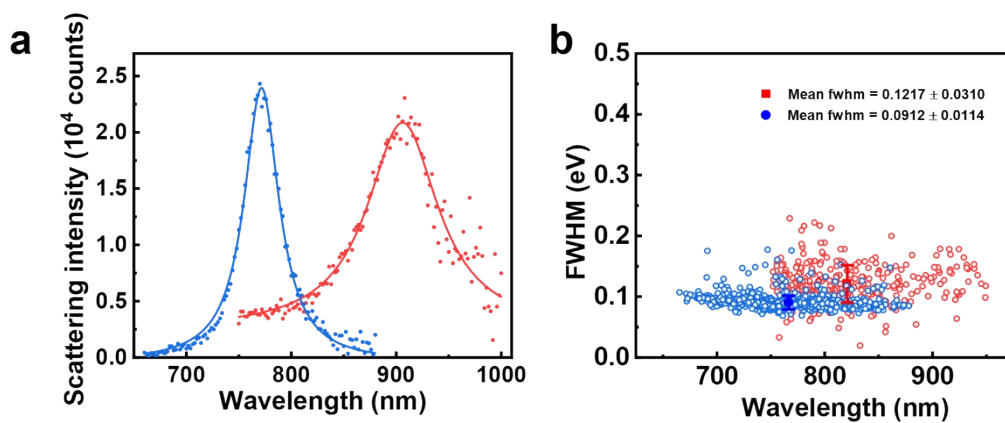 a
Scattering intensity (10⁴ counts)
2.5
2.0
1.5
1.0
0.5
0.0
700
800
900
1000
Wavelength (nm)
b
FWHM (eV)
0.5
0.4
0.3
0.2
0.1
0.0
Mean fwhm = 0.1217 ± 0.0310
Mean fwhm = 0.0912 ± 0.0114
700
800
900
Wavelength (nm)